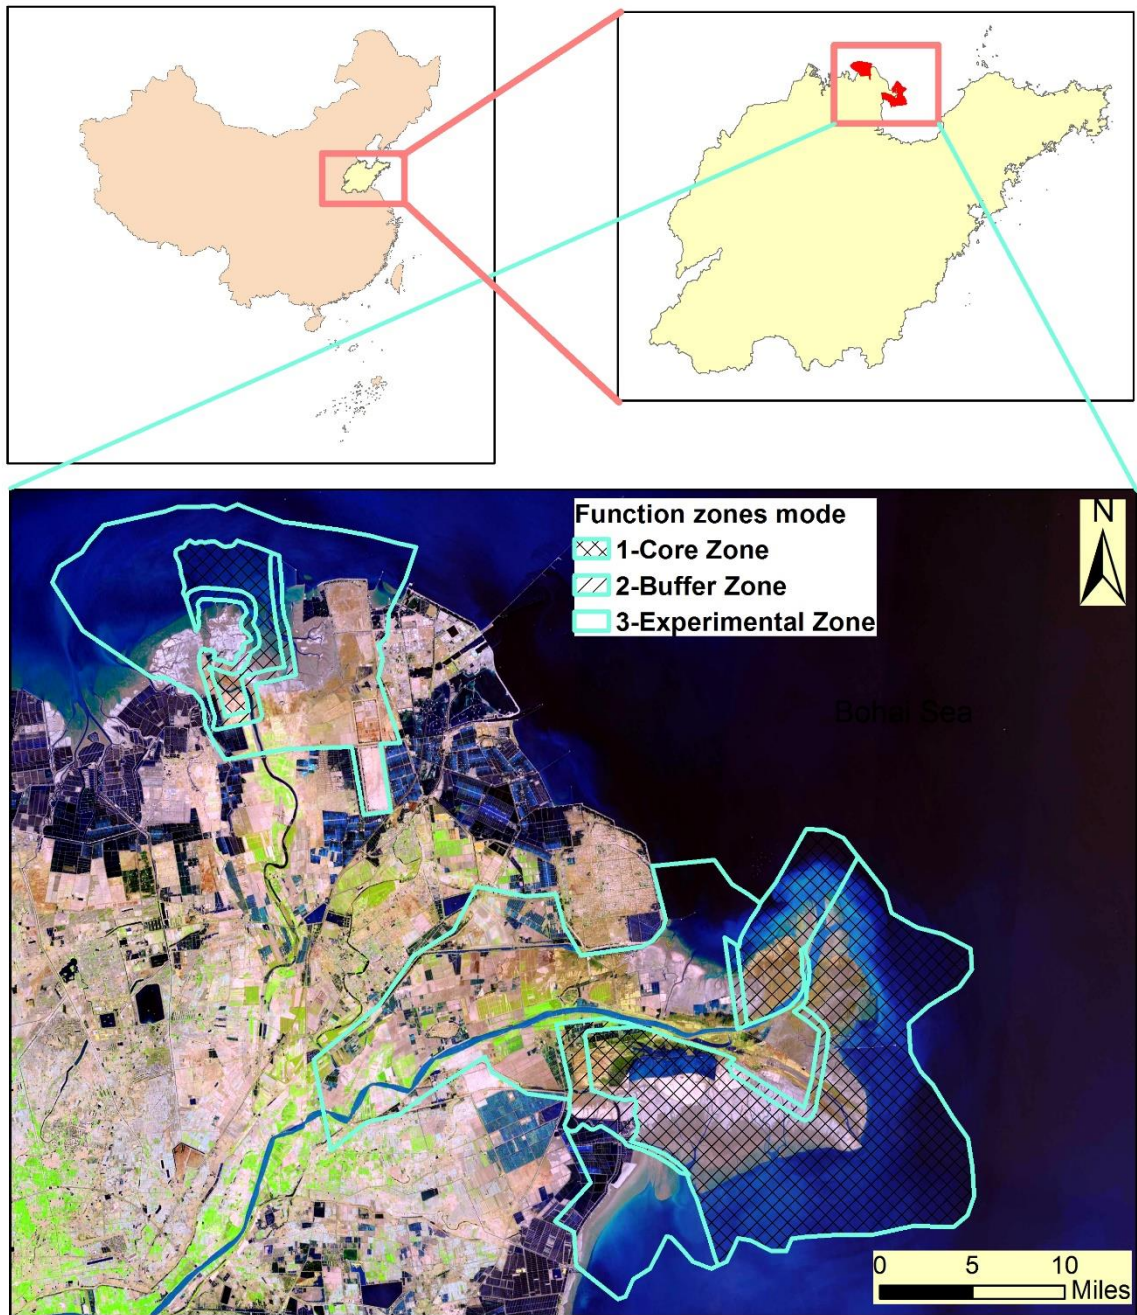 Function zones mode
1-Core Zone
2-Buffer Zone
3-Experimental Zone
N
Bohai Sea
0 5 10
Miles